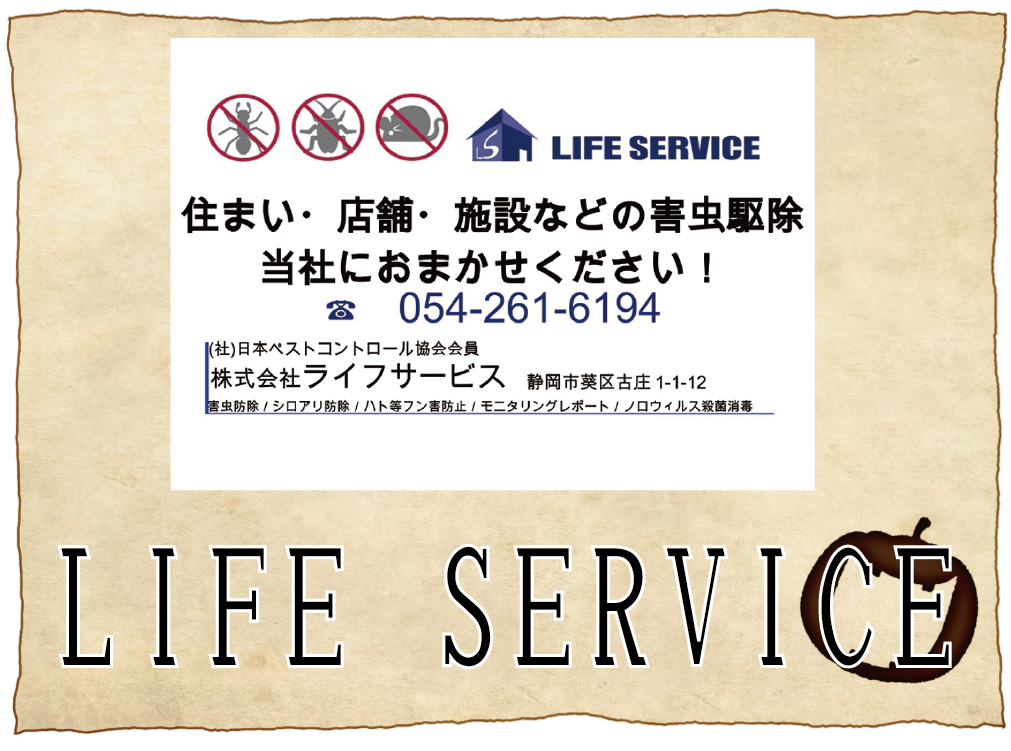 LS LIFE SERVICE
住まい・店舗・施設などの害虫駆除
当社におまかせください！
☎ 054-261-6194
(社)日本ペストコントロール協会会員
株式会社ライフサービス 静岡市葵区古庄 1-1-12
害虫防除 / シロアリ防除 / ハト等フン害防止 / モニタリングレポート / ノロウィルス殺菌消毒
LIFE SERVICE